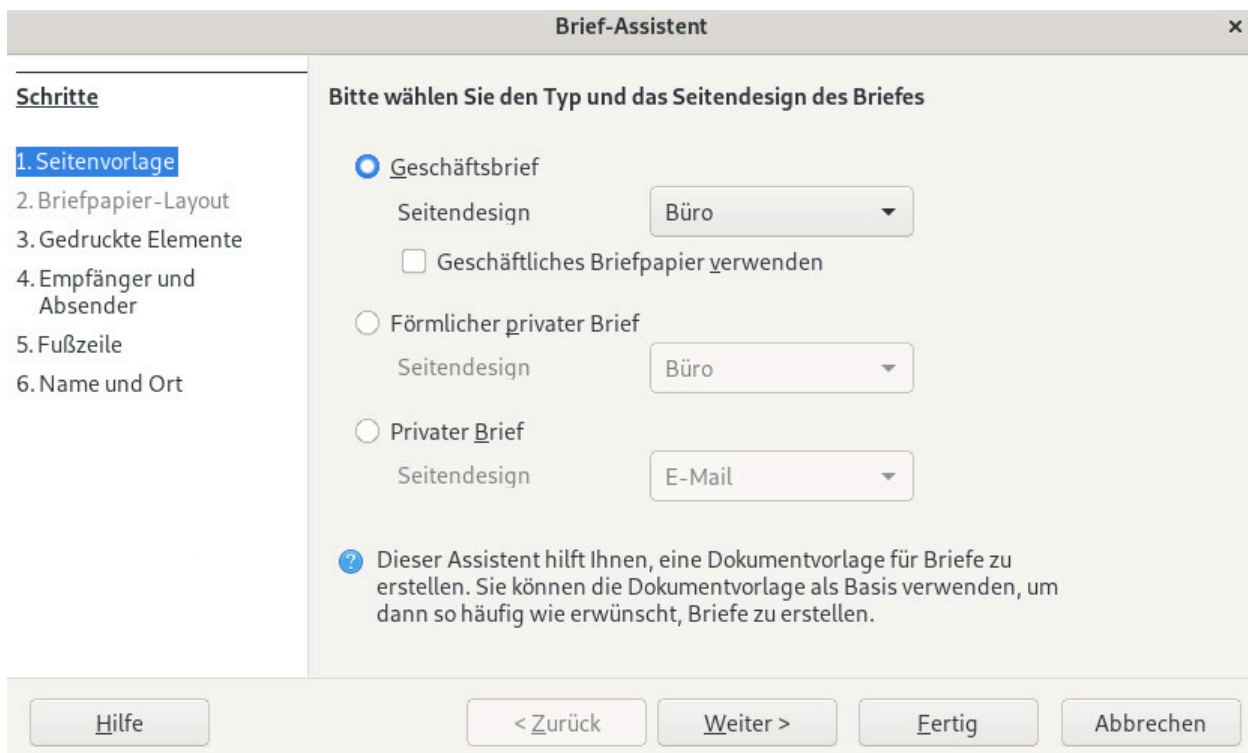 Brief-Assistent
×
Schritte
1. Seitenvorlage
2. Briefpapier-Layout
3. Gedruckte Elemente
4. Empfänger und
Absender
5. Fußzeile
6. Name und Ort
Bitte wählen Sie den Typ und das Seitendesign des Briefes
Geschäftsbrief
Seitendesign
Büro
Geschäftliches Briefpapier verwenden
Förmlicher privater Brief
Seitendesign
Büro
Privater Brief
Seitendesign
E-Mail
? Dieser Assistent hilft Ihnen, eine Dokumentvorlage für Briefe zu
erstellen. Sie können die Dokumentvorlage als Basis verwenden, um
dann so häufig wie erwünscht, Briefe zu erstellen.
Hilfe
< Zurück
Weiter >
Fertig
Abbrechen